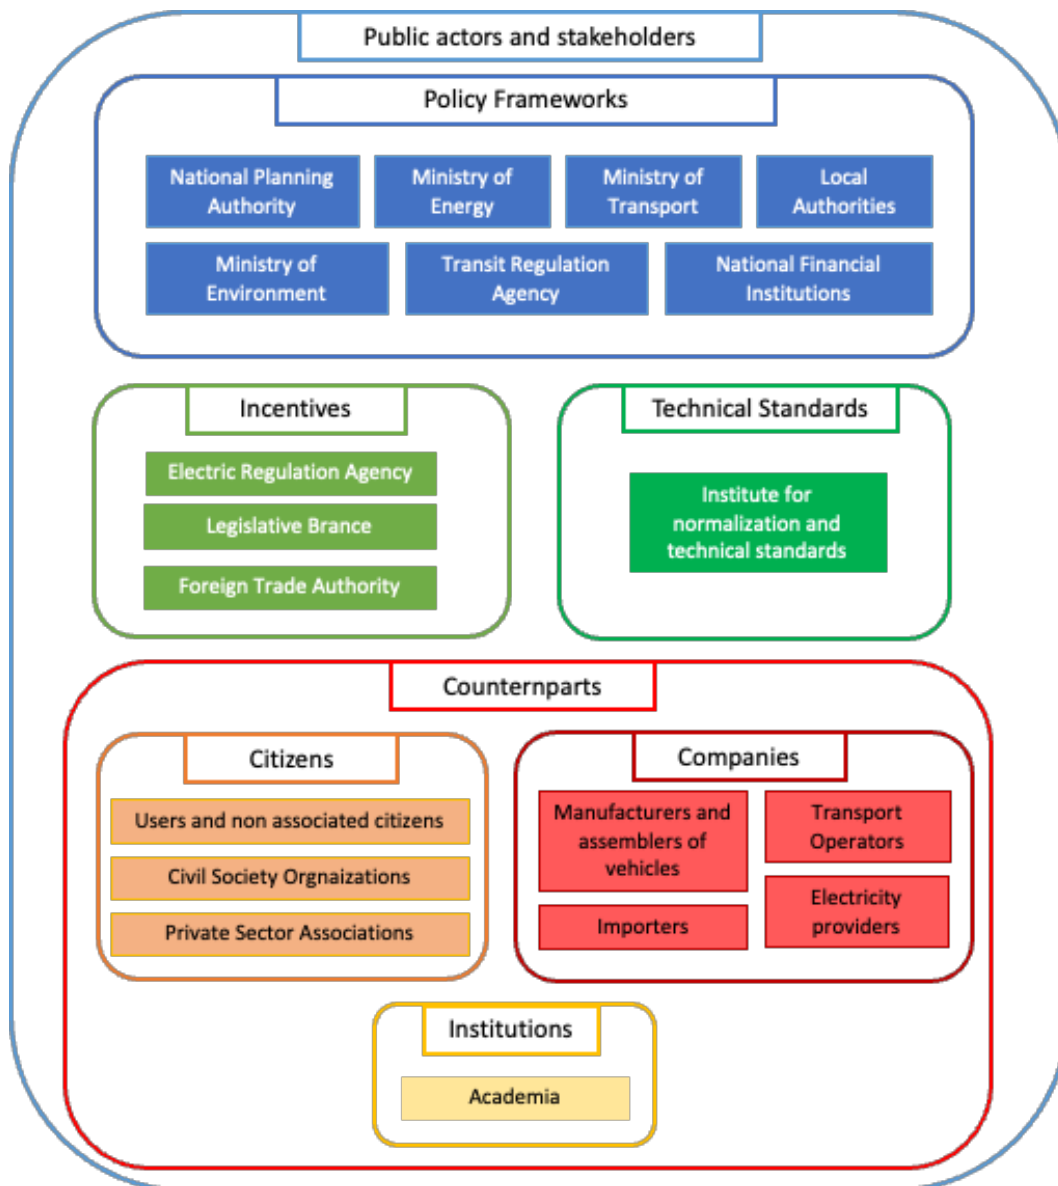 Public actors and stakeholders
Policy Frameworks
National Planning
Authority
Ministry of
Energy
Ministry of
Transport
Local
Authorities
Ministry of
Environment
Transit Regulation
Agency
National Financial
Institutions
Incentives
Electric Regulation Agency
Legislative Brance
Foreign Trade Authority
Technical Standards
Institute for
normalization and
technical standards
Counternparts
Citizens
Users and non associated citizens
Civil Society Orgnaizations
Private Sector Associations
Companies
Manufacturers and
assemblers of
vehicles
Transport
Operators
Importers
Electricity
providers
Institutions
Academia